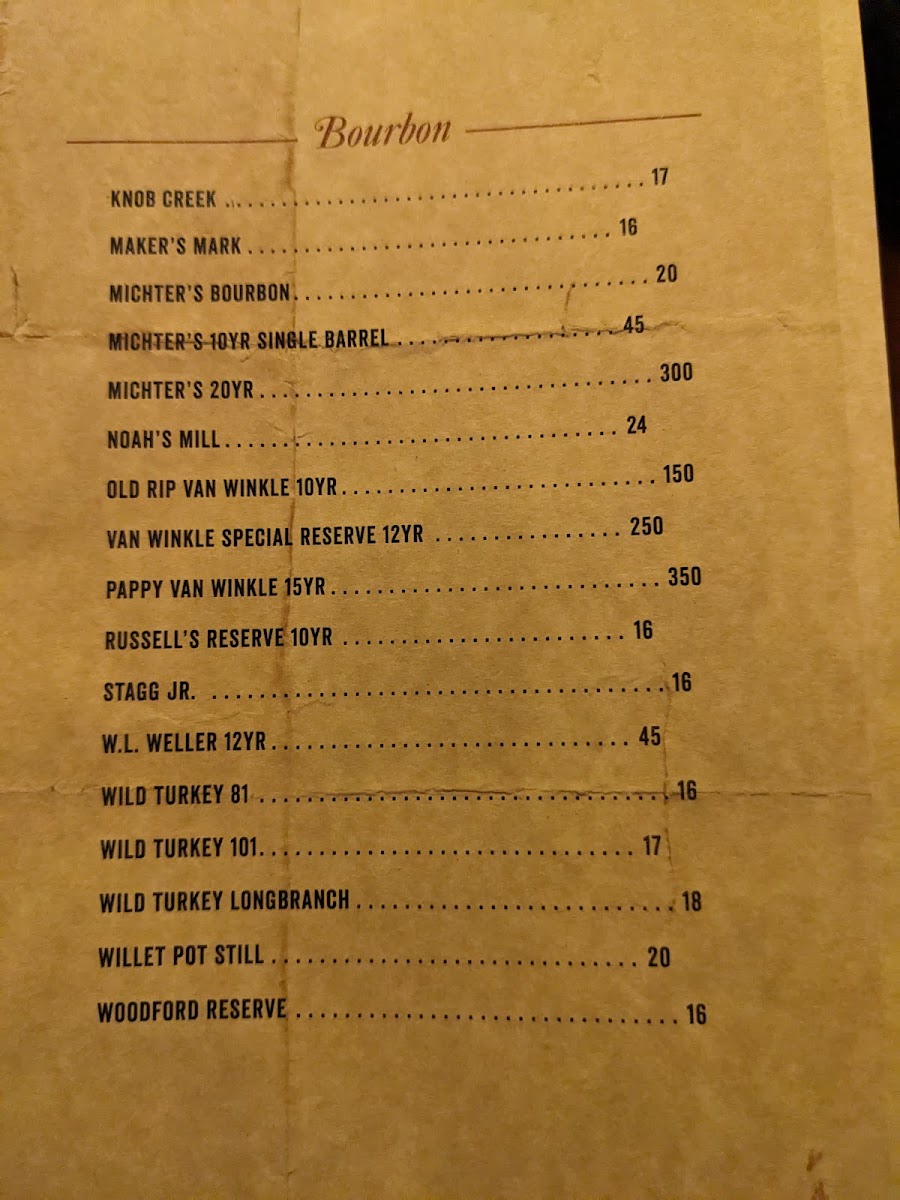 Bourbon
KNOB CREEK ................................. 17
MAKER'S MARK ............................. 16
MICHTER'S BOURBON............................. 20
MICHTER'S 10YR SINGLE BARREL .................. 45
MICHTER'S 20YR ............................... 300
NOAH'S MILL................................ 24
OLD RIP VAN WINKLE 10YR......................... 150
VAN WINKLE SPECIAL RESERVE 12YR ............... 250
PAPPY VAN WINKLE 15YR.......................... 350
RUSSELL'S RESERVE 10YR ...................... 16
STAGG JR. .................................... 16
W.L. WELLER 12YR............................. 45
WILD TURKEY 81 ................................. 16
WILD TURKEY 101.............................. 17
WILD TURKEY LONGBRANCH ......................... 18
WILLET POT STILL ............................. 20
WOODFORD RESERVE .............................. 16